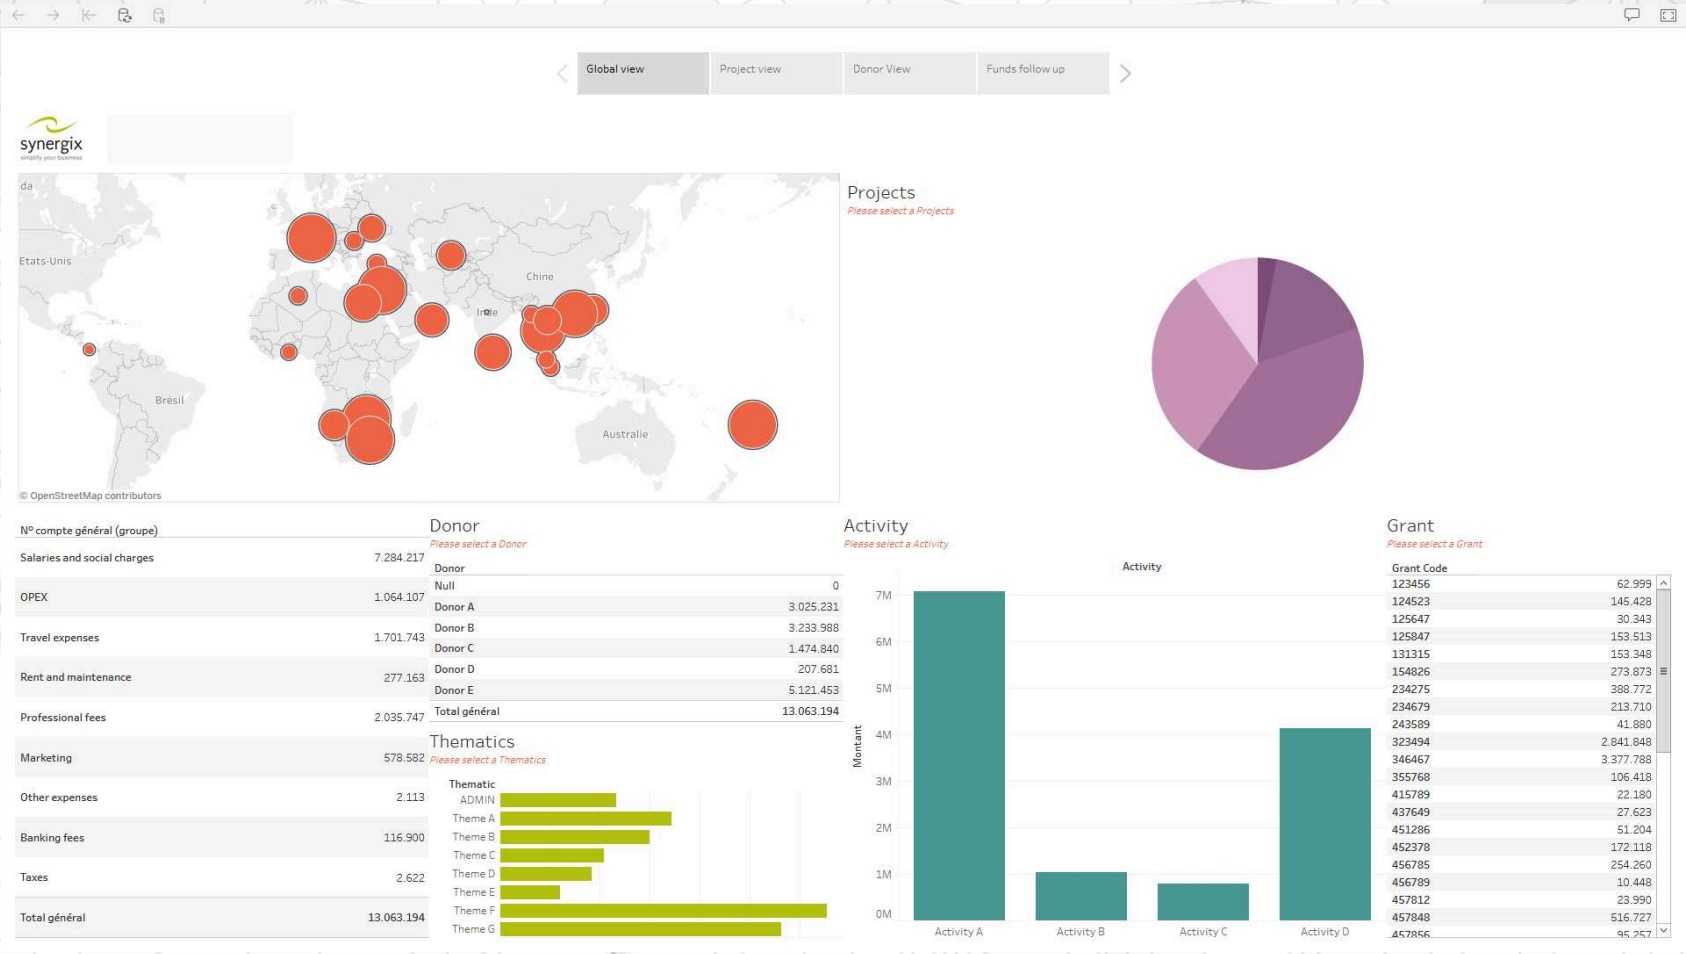 Global view
Project view
Donor View
Funds follow up
synergix
simplify your business
da
Etats-Unis
Chine
Inde
Brésil
Australie
© OpenStreetMap contributors
Projects
Please select a Projects
Nº compte général (groupe)
Salaries and social charges 7.284.217
OPEX 1.064.107
Travel expenses 1.701.743
Rent and maintenance 277.163
Professional fees 2.035.747
Marketing 578.582
Other expenses 2.113
Banking fees 116.900
Taxes 2.622
Total général 13.063.194
Donor
Please select a Donor
Donor
Null 0
Donor A 3.025.231
Donor B 3.233.988
Donor C 1.474.840
Donor D 207.681
Donor E 5.121.453
Total général 13.063.194
Thematics
Please select a Thematics
Thematic
ADMIN
Theme A
Theme B
Theme C
Theme D
Theme E
Theme F
Theme G
Activity
Please select a Activity
Activity
Montant
7M
6M
5M
4M
3M
2M
1M
0M
Activity A
Activity B
Activity C
Activity D
Grant
Please select a Grant
Grant Code
123456 62.999
124523 145.428
125647 30.343
125847 153.513
131315 153.348
154826 273.873
234275 388.772
234679 213.710
243589 41.880
323494 2.841.848
346467 3.377.788
355768 106.418
415789 22.180
437649 27.623
451286 51.204
452378 172.118
456785 254.260
456789 10.448
457812 23.990
457848 516.727
457856 95.257